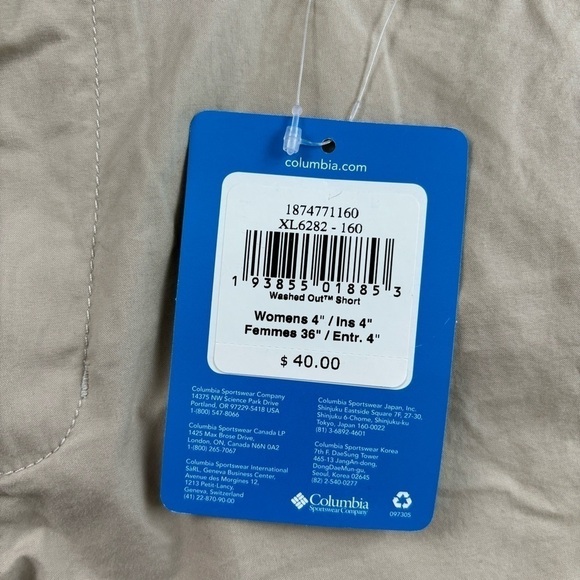 columbia.com
1874771160
XL6282 - 160
1 93855 01885 3
Washed Out™ Short
Womens 4" / Ins 4"
Femmes 36" / Entr. 4"
$ 40.00
Columbia Sportswear Company
14375 NW Science Park Drive
Portland, OR 97229-5418 USA
1-(800) 547-8066
Columbia Sportswear Canada LP
1425 Max Brose Drive,
London, ON, Canada N6N 0A2
1-(800) 265-7067
Columbia Sportswear International
SàRL, Geneva Business Center,
Avenue des Morgines 12,
1213 Petit-Lancy,
Geneva, Switzerland
(41) 22-870-90-00
Columbia Sportswear Japan, Inc.
Shinjuku Eastside Square 7F, 27-30,
Shinjuku 6-Chome, Shinjuku-ku
Tokyo, Japan 160-0022
(81) 3-6892-4601
Columbia Sportswear Korea
7th F. DaeSung Tower
465-13 JangAn-dong,
DongDaeMun-gu,
Seoul, Korea 02645
(82) 2-540-0277
Columbia
Sportswear Company
097305